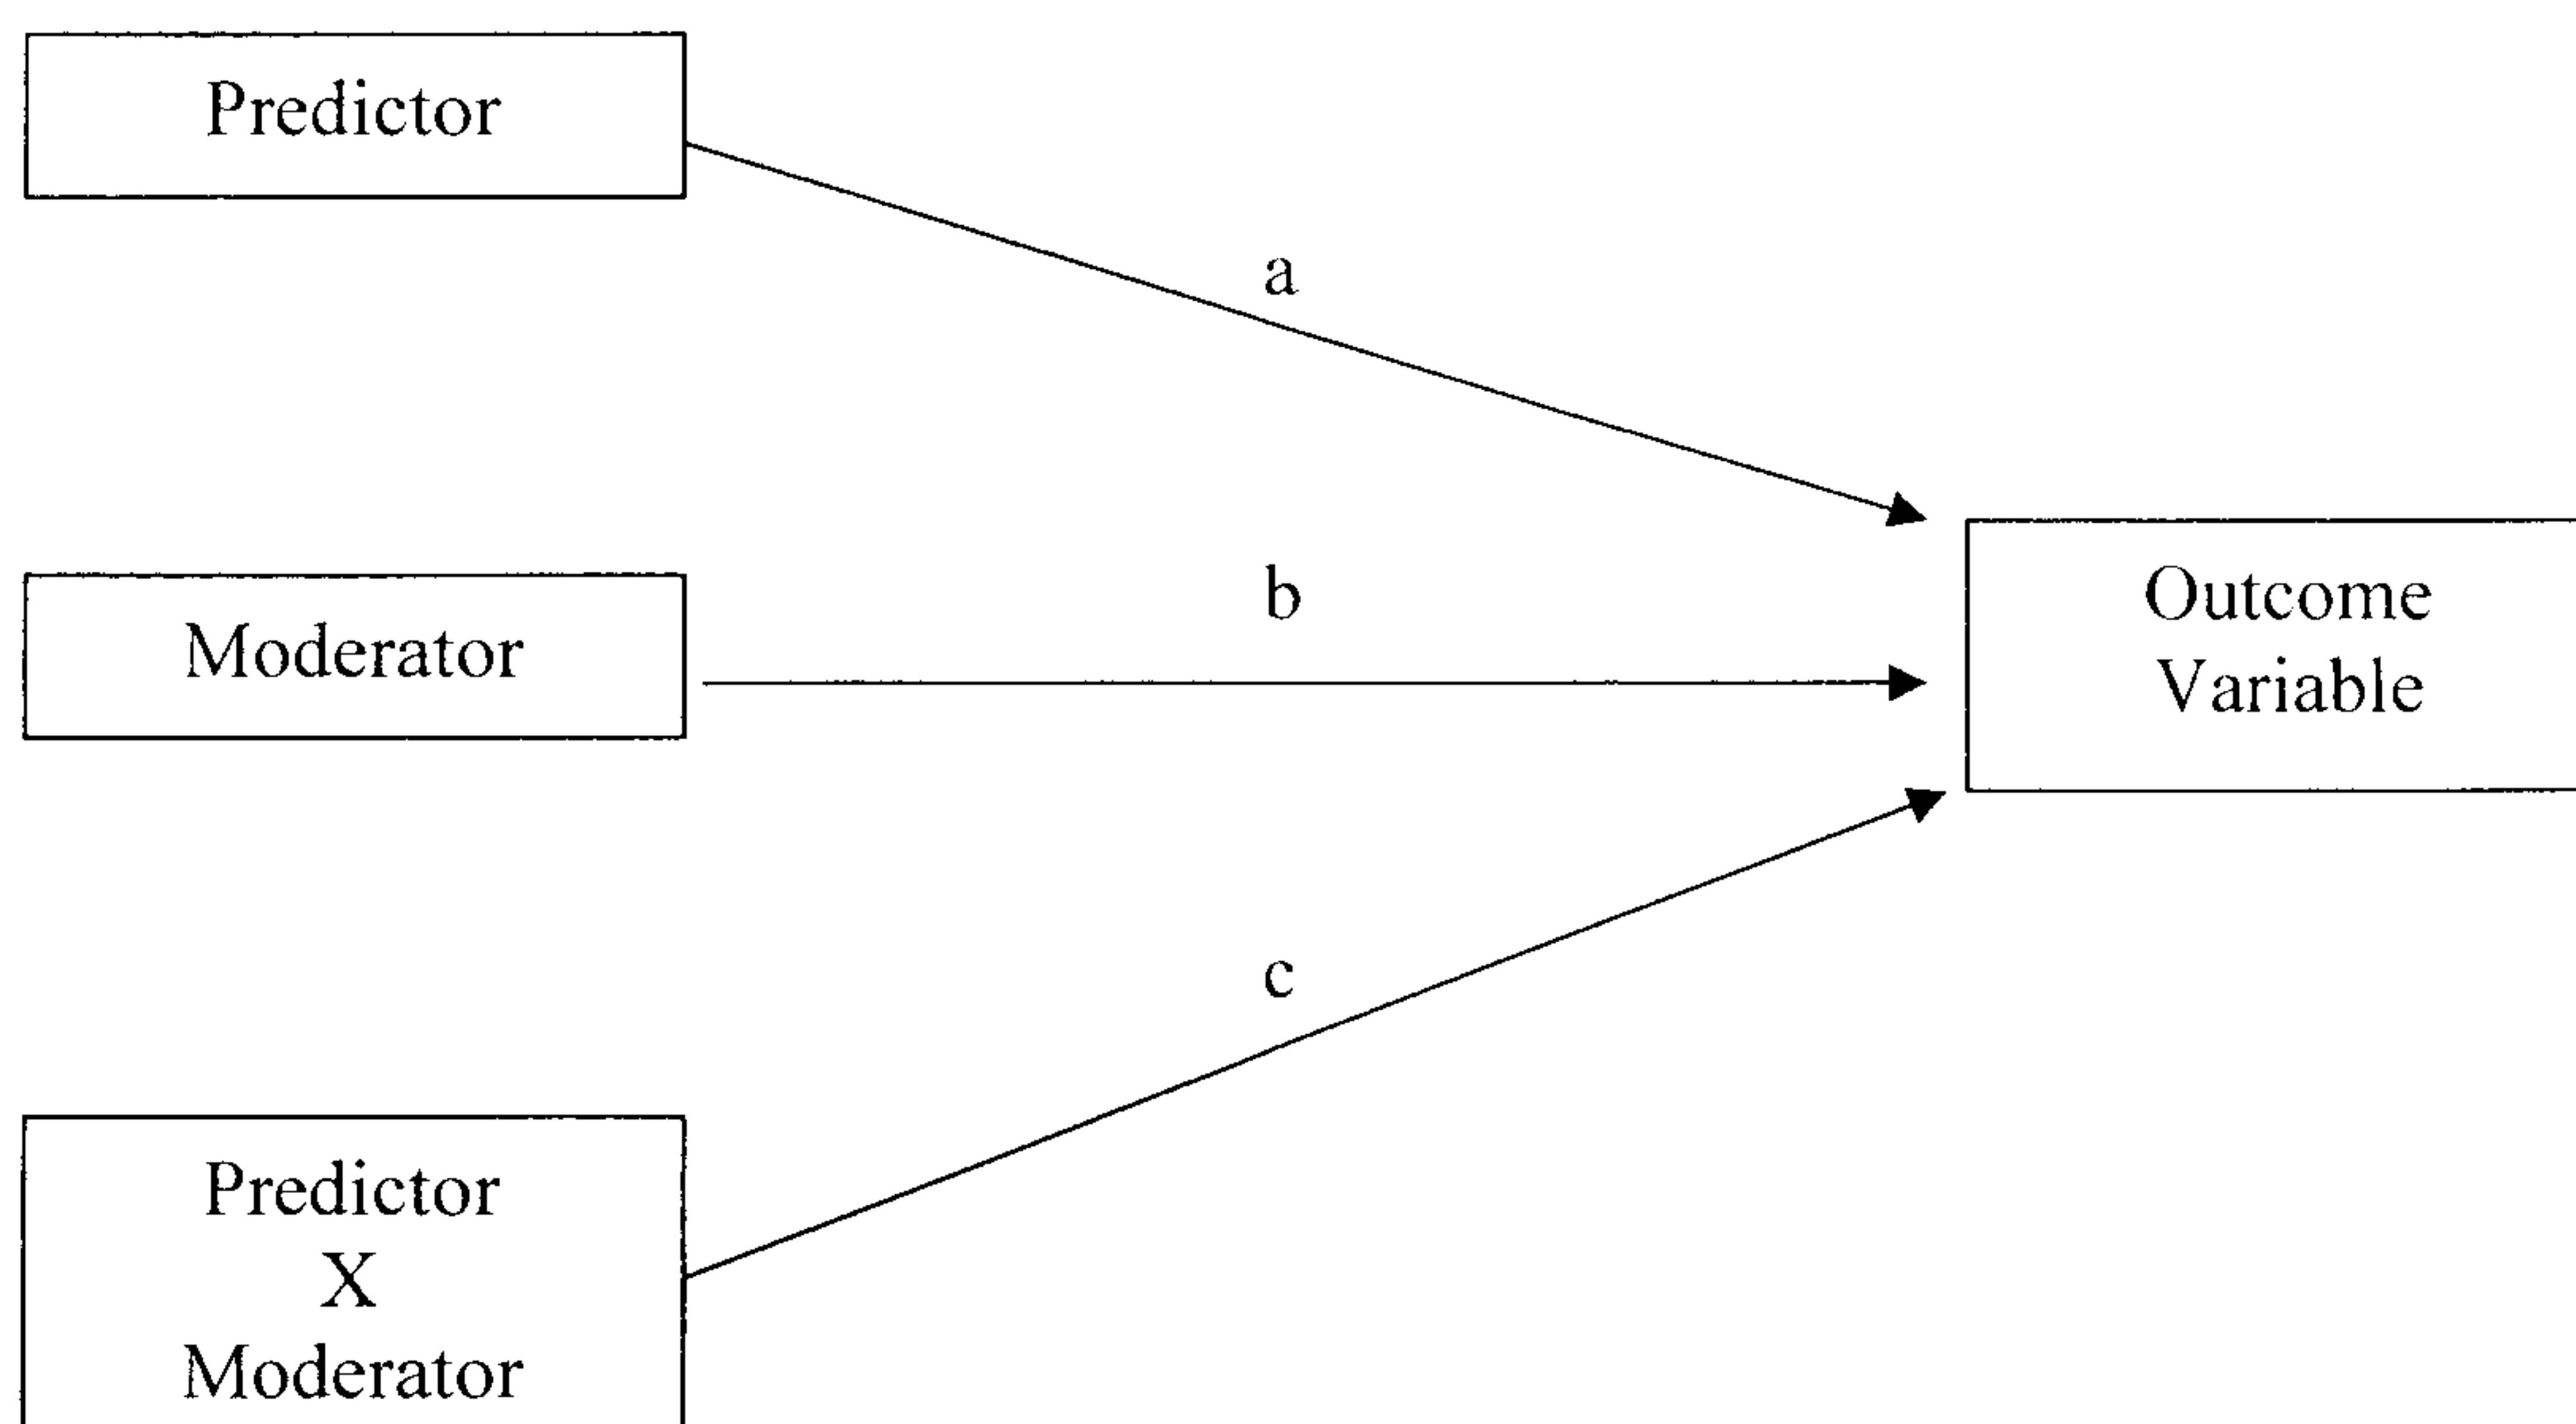 Predictor
a
b
Moderator
Outcome
Variable
c
Predictor
X
Moderator